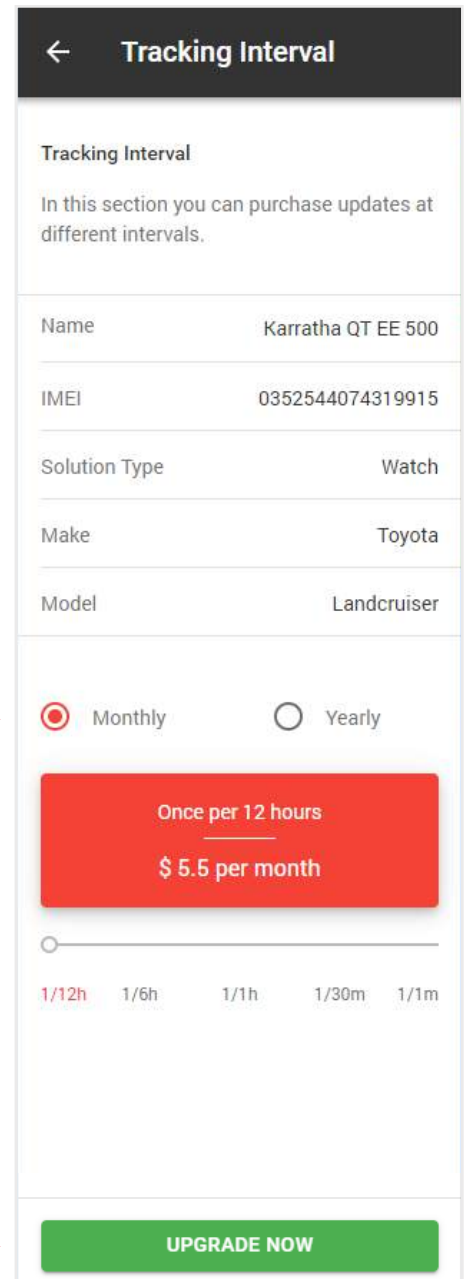 Tracking Interval
Tracking Interval
In this section you can purchase updates at
different intervals.
Name Karratha QT EE 500
IMEI 0352544074319915
Solution Type Watch
Make Toyota
Model Landcruiser
Monthly Yearly
Once per 12 hours
$ 5.5 per month
1/12h 1/6h 1/1h 1/30m 1/1m
UPGRADE NOW